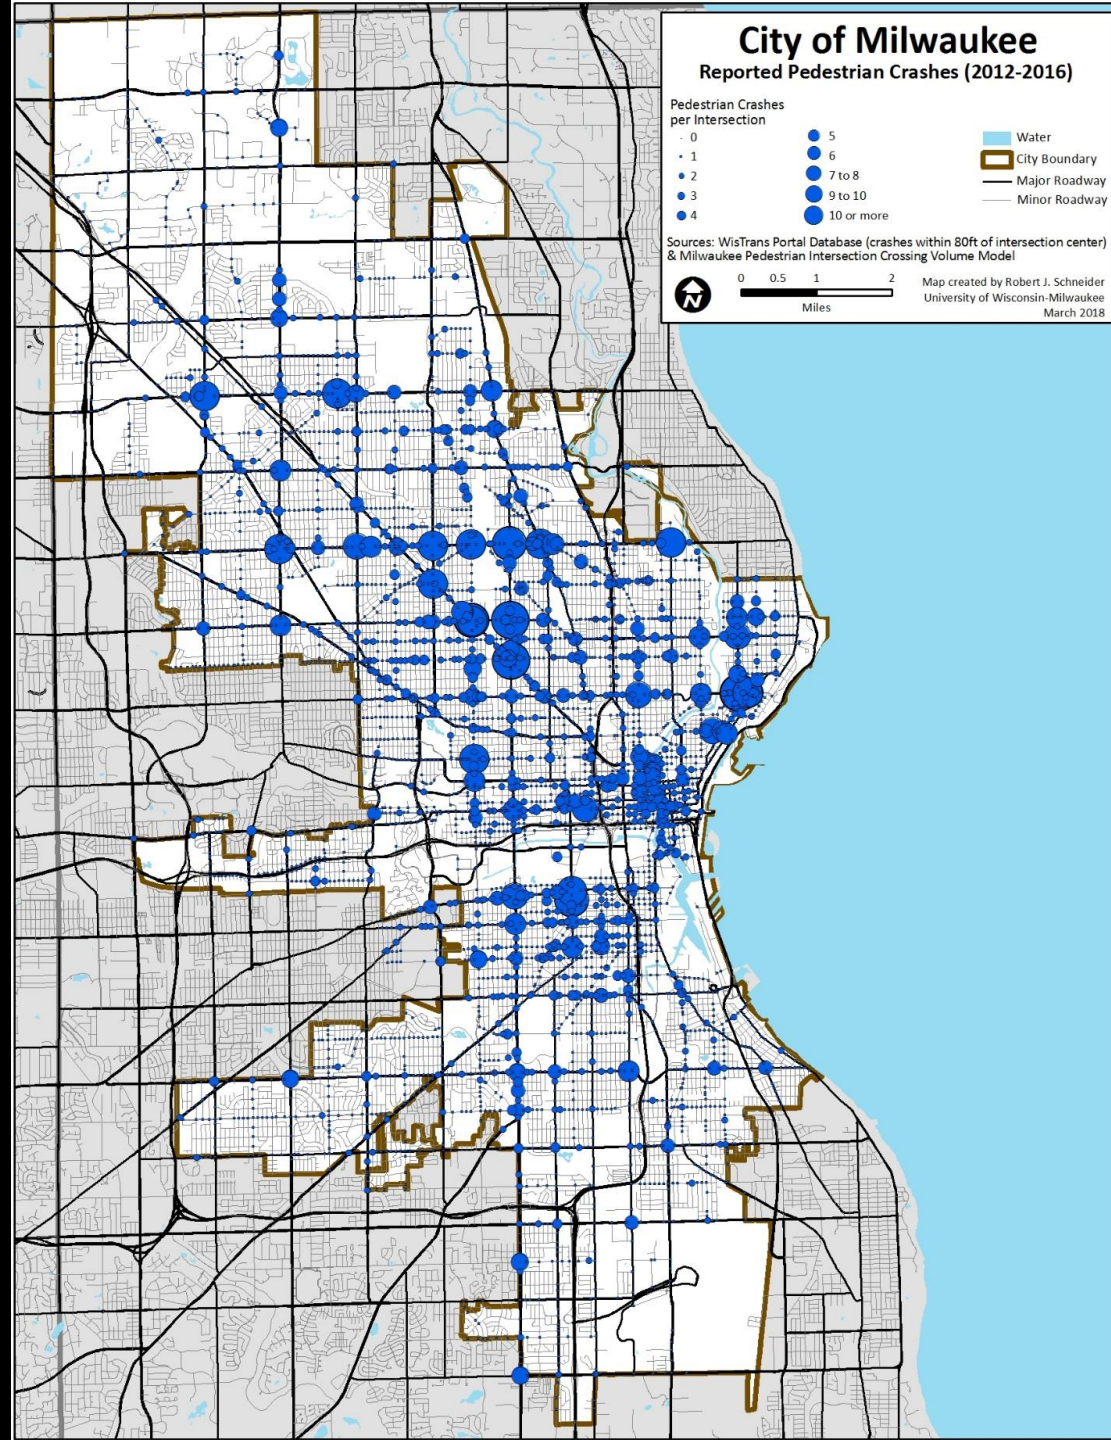 City of Milwaukee
Reported Pedestrian Crashes (2012-2016)
Pedestrian Crashes
per Intersection
0
1
2
3
4
5
6
7 to 8
9 to 10
10 or more
Water
City Boundary
Major Roadway
Minor Roadway
Sources: WisTrans Portal Database (crashes within 80ft of intersection center)
& Milwaukee Pedestrian Intersection Crossing Volume Model
N
0 0.5 1 2
Miles
Map created by Robert J. Schneider
University of Wisconsin-Milwaukee
March 2018